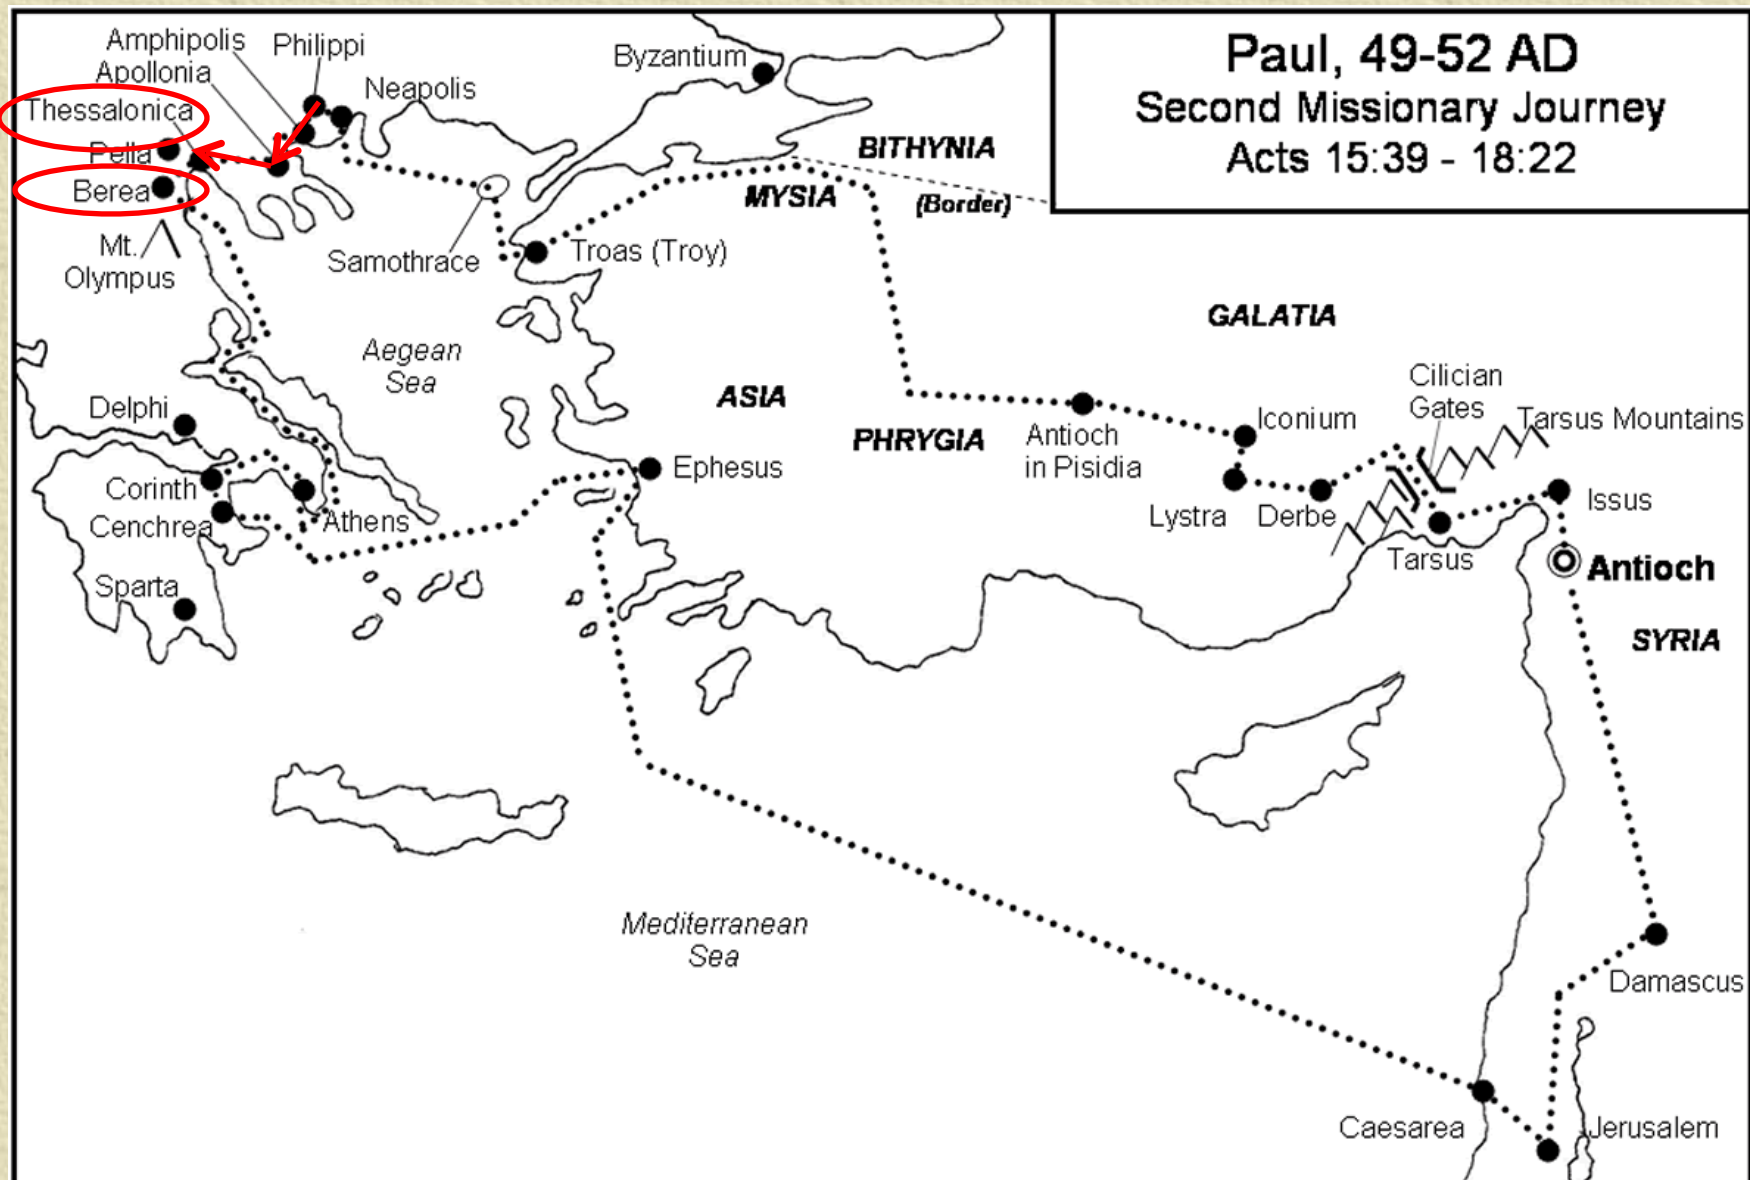 Paul, 49-52 AD
Second Missionary Journey
Acts 15:39 - 18:22
Amphipolis
Philippi
Apollonia
Neapolis
Thessalonica
Pella
Berea
Mt.
Olympus
Byzantium
BITHYNIA
MYSIA
(Border)
Samothrace
Troas (Troy)
GALATIA
Aegean
Sea
ASIA
PHRYGIA
Delphi
Antioch
in Pisidia
Iconium
Cilician
Gates
Tarsus Mountains
Corinth
Cenchrea
Athens
Ephesus
Lystra
Derbe
Tarsus
Issus
Antioch
Sparta
SYRIA
Mediterranean
Sea
Damascus
Caesarea
Jerusalem